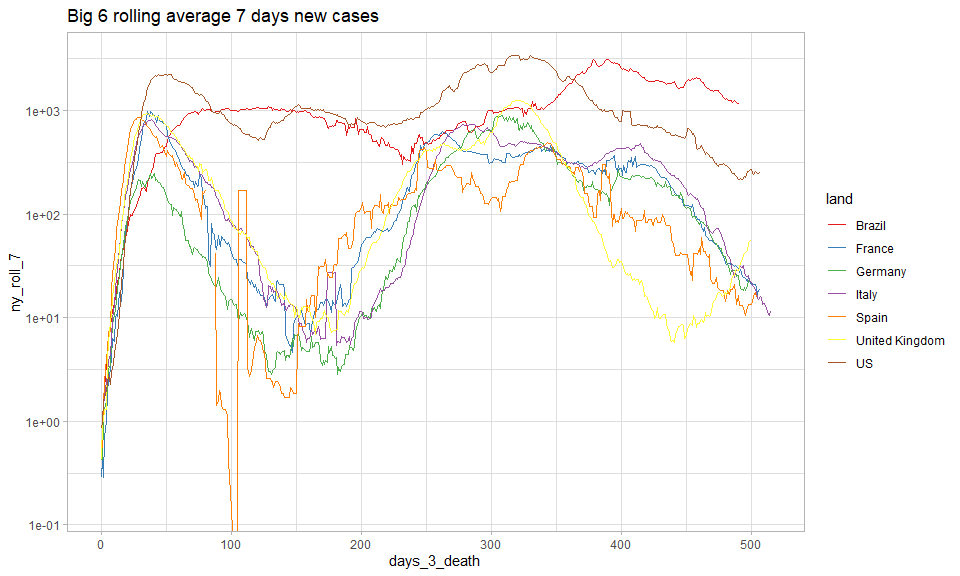 Big 6 rolling average 7 days new cases
ny_roll_7
1e+03
1e+02
1e+01
1e+00
1e-01
0 100 200 300 400 500
days_3_death
land
Brazil
France
Germany
Italy
Spain
United Kingdom
US